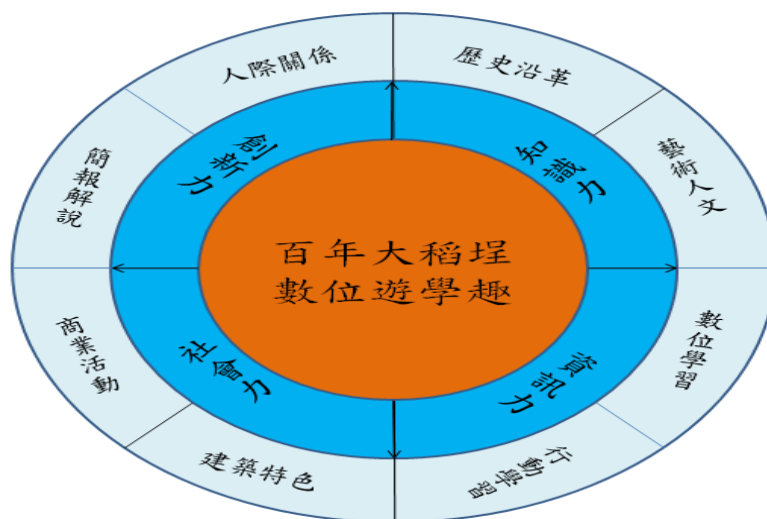 百年大稻埕
數位遊學趣
知識力
資訊力
社會力
創新力
歷史沿革
藝術人文
數位學習
行動學習
建築特色
商業活動
簡報解說
人際關係